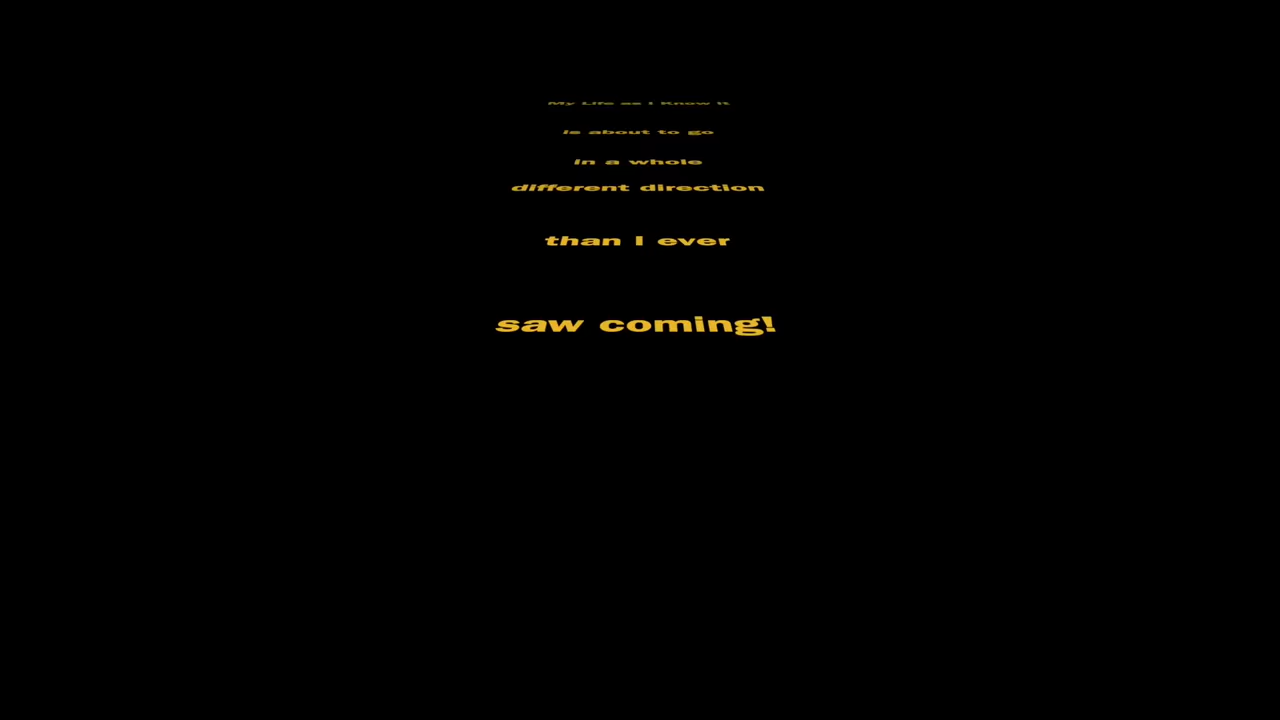 My Life as I Know it
is about to go
in a whole
different direction
than I ever
saw coming!